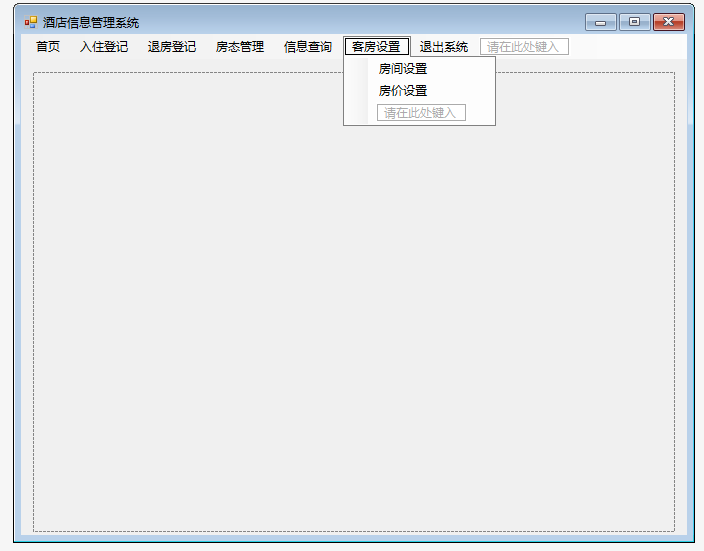 酒店信息管理系统
首页 入住登记 退房登记 房态管理 信息查询 客房设置 退出系统 请在此处键入
房间设置
房价设置
请在此处键入